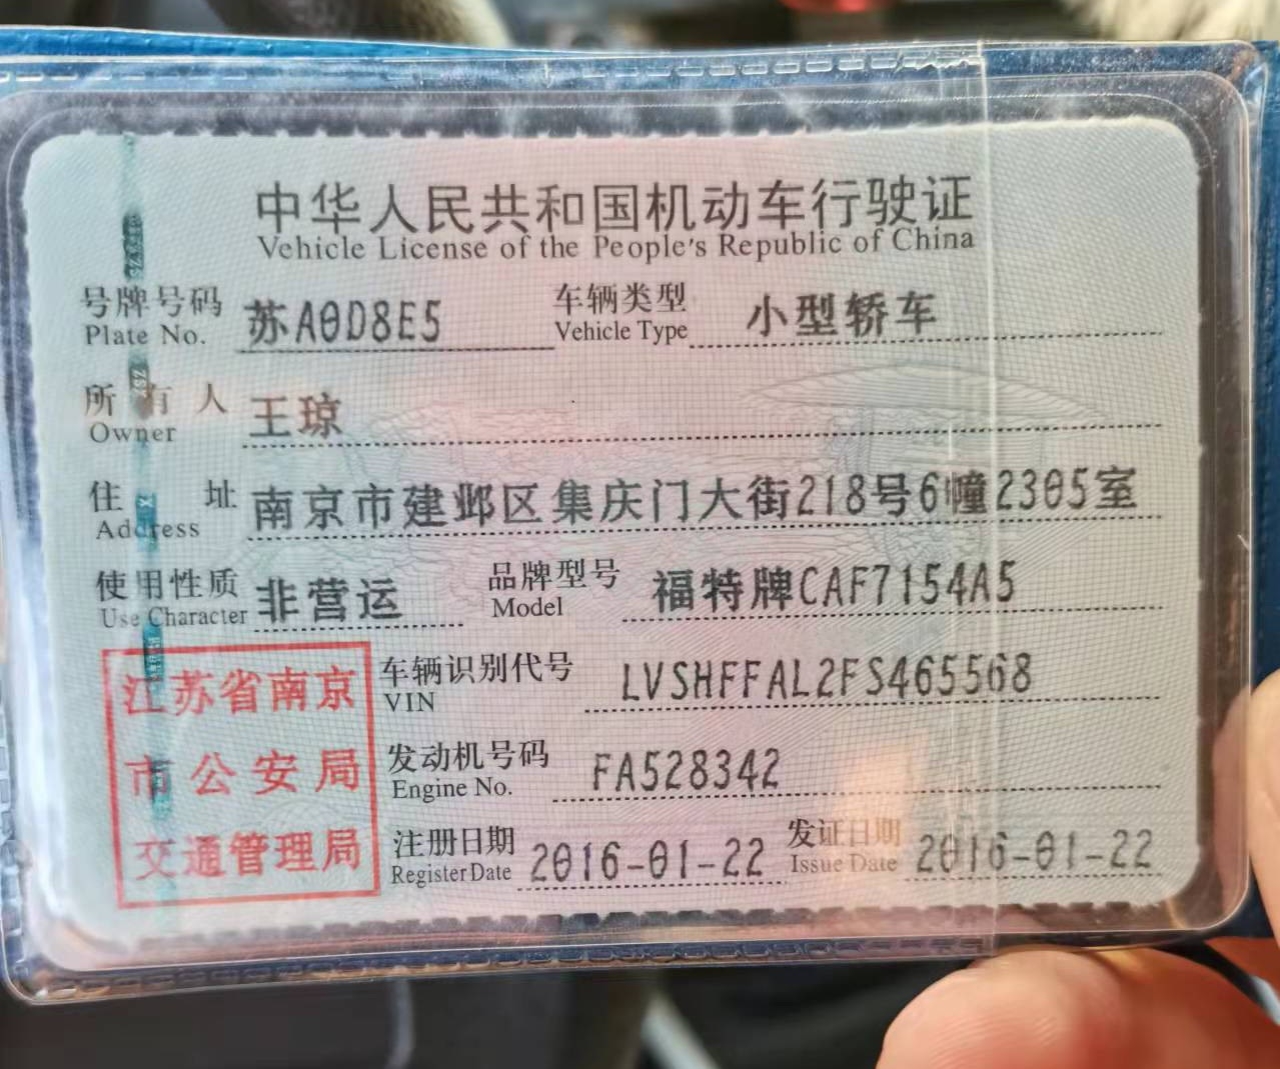 中华人民共和国机动车行驶证
Vehicle License of the People's Republic of China
号牌号码 苏A0D8E5 车辆类型 小型轿车
Plate No. Vehicle Type
所有人 王琼
Owner
住址 南京市建邺区集庆门大街218号6幢2305室
Address
使用性质 非营运 品牌型号 福特牌CAF7154A5
Use Character Model
车辆识别代号 LVSHFFAL2FS465568
VIN
发动机号码 FA528342
Engine No.
注册日期 2016-01-22 发证日期 2016-01-22
Register Date Issue Date
江苏省南京
市公安局
交通管理局